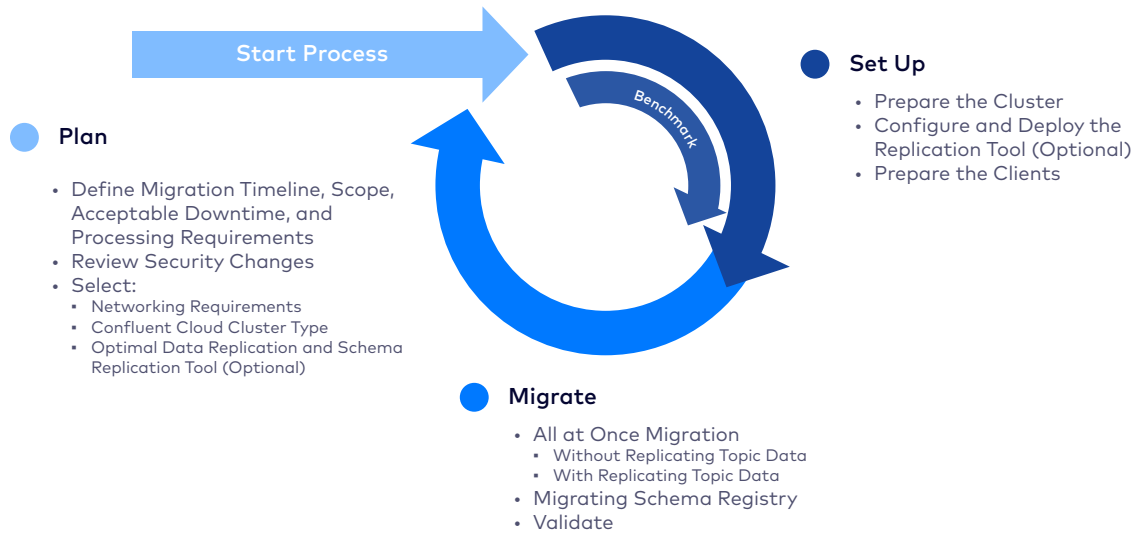 Start Process
Benchmark
Plan
• Define Migration Timeline, Scope,
Acceptable Downtime, and
Processing Requirements
• Review Security Changes
• Select:
▪ Networking Requirements
▪ Confluent Cloud Cluster Type
▪ Optimal Data Replication and Schema
Replication Tool (Optional)
Set Up
• Prepare the Cluster
• Configure and Deploy the
Replication Tool (Optional)
• Prepare the Clients
Migrate
• All at Once Migration
▪ Without Replicating Topic Data
▪ With Replicating Topic Data
• Migrating Schema Registry
• Validate